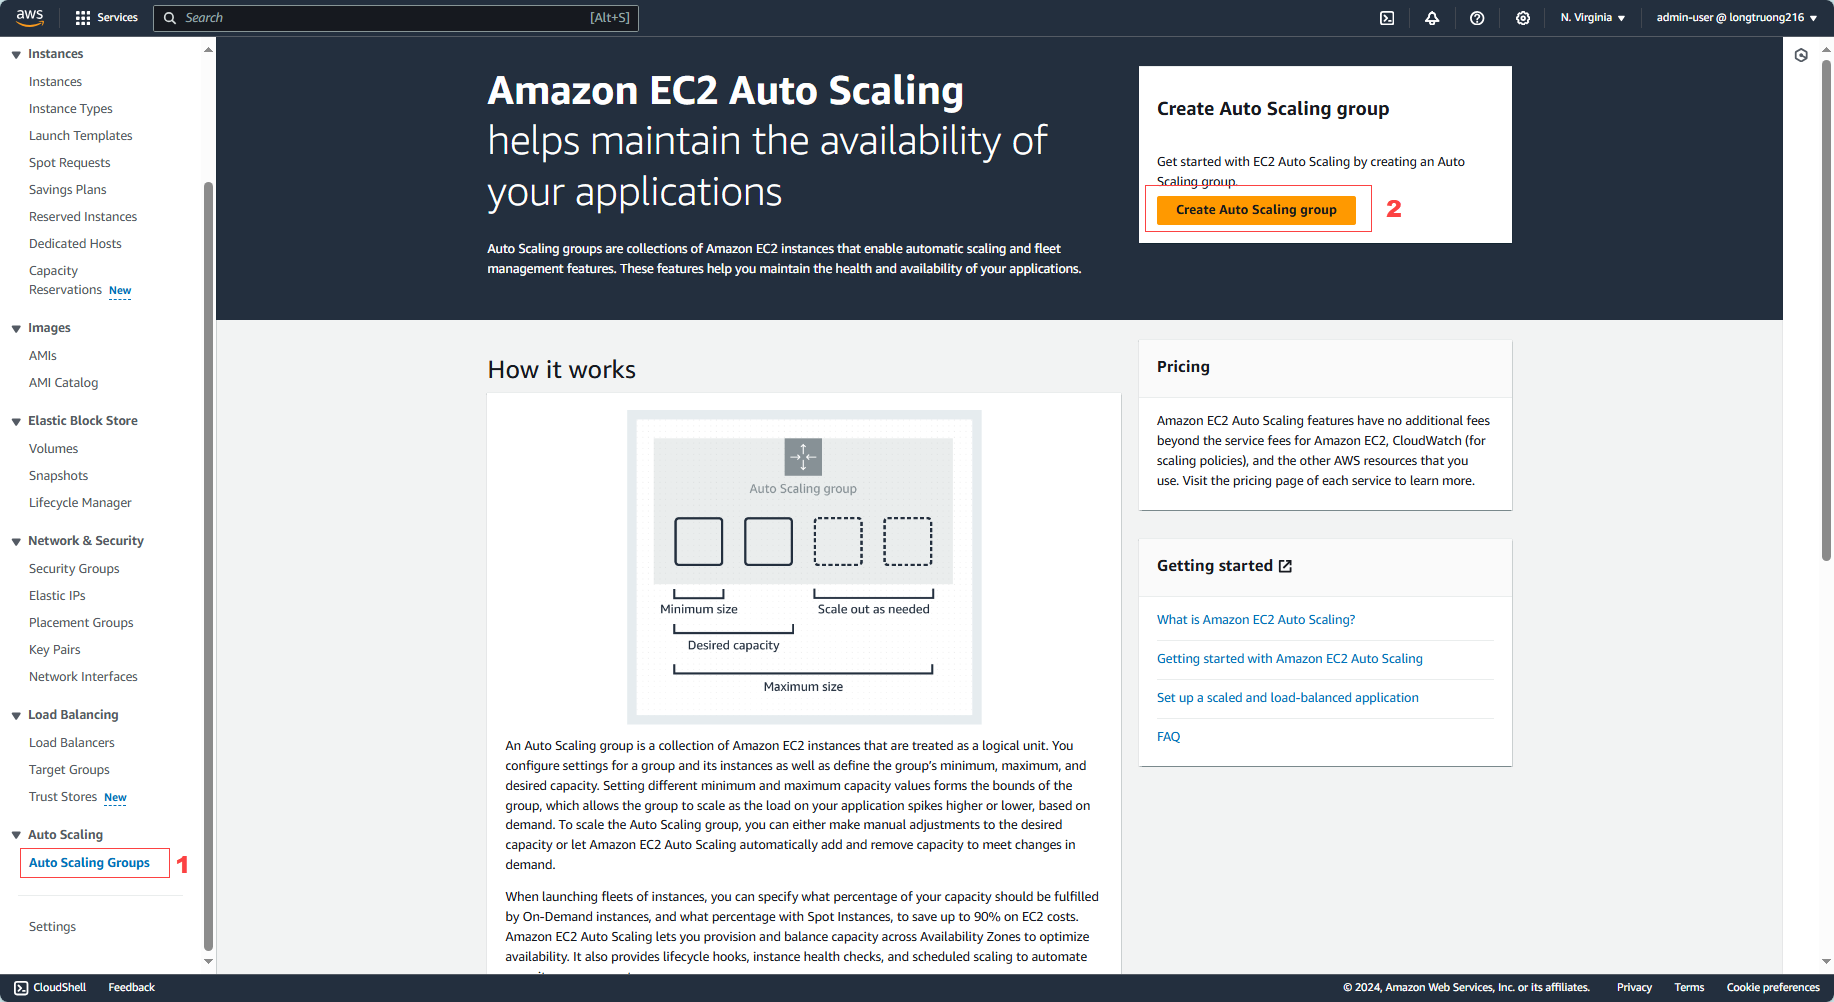 aws
Services
Search
[Alt+S]
N. Virginia
admin-user @ longtruong216
Instances
Instances
Instance Types
Launch Templates
Spot Requests
Savings Plans
Reserved Instances
Dedicated Hosts
Capacity
Reservations New
Images
AMIs
AMI Catalog
Elastic Block Store
Volumes
Snapshots
Lifecycle Manager
Network & Security
Security Groups
Elastic IPs
Placement Groups
Key Pairs
Network Interfaces
Load Balancing
Load Balancers
Target Groups
Trust Stores New
Auto Scaling
Auto Scaling Groups
1
Settings
Amazon EC2 Auto Scaling
helps maintain the availability of
your applications
Auto Scaling groups are collections of Amazon EC2 instances that enable automatic scaling and fleet
management features. These features help you maintain the health and availability of your applications.
Create Auto Scaling group
Get started with EC2 Auto Scaling by creating an Auto
Scaling group.
Create Auto Scaling group
2
How it works
Auto Scaling group
Minimum size
Scale out as needed
Desired capacity
Maximum size
An Auto Scaling group is a collection of Amazon EC2 instances that are treated as a logical unit. You
configure settings for a group and its instances as well as define the group's minimum, maximum, and
desired capacity. Setting different minimum and maximum capacity values forms the bounds of the
group, which allows the group to scale as the load on your application spikes higher or lower, based on
demand. To scale the Auto Scaling group, you can either make manual adjustments to the desired
capacity or let Amazon EC2 Auto Scaling automatically add and remove capacity to meet changes in
demand.
When launching fleets of instances, you can specify what percentage of your capacity should be fulfilled
by On-Demand instances, and what percentage with Spot Instances, to save up to 90% on EC2 costs.
Amazon EC2 Auto Scaling lets you provision and balance capacity across Availability Zones to optimize
availability. It also provides lifecycle hooks, instance health checks, and scheduled scaling to automate
Pricing
Amazon EC2 Auto Scaling features have no additional fees
beyond the service fees for Amazon EC2, CloudWatch (for
scaling policies), and the other AWS resources that you
use. Visit the pricing page of each service to learn more.
Getting started
What is Amazon EC2 Auto Scaling?
Getting started with Amazon EC2 Auto Scaling
Set up a scaled and load-balanced application
FAQ
CloudShell
Feedback
© 2024, Amazon Web Services, Inc. or its affiliates.
Privacy
Terms
Cookie preferences